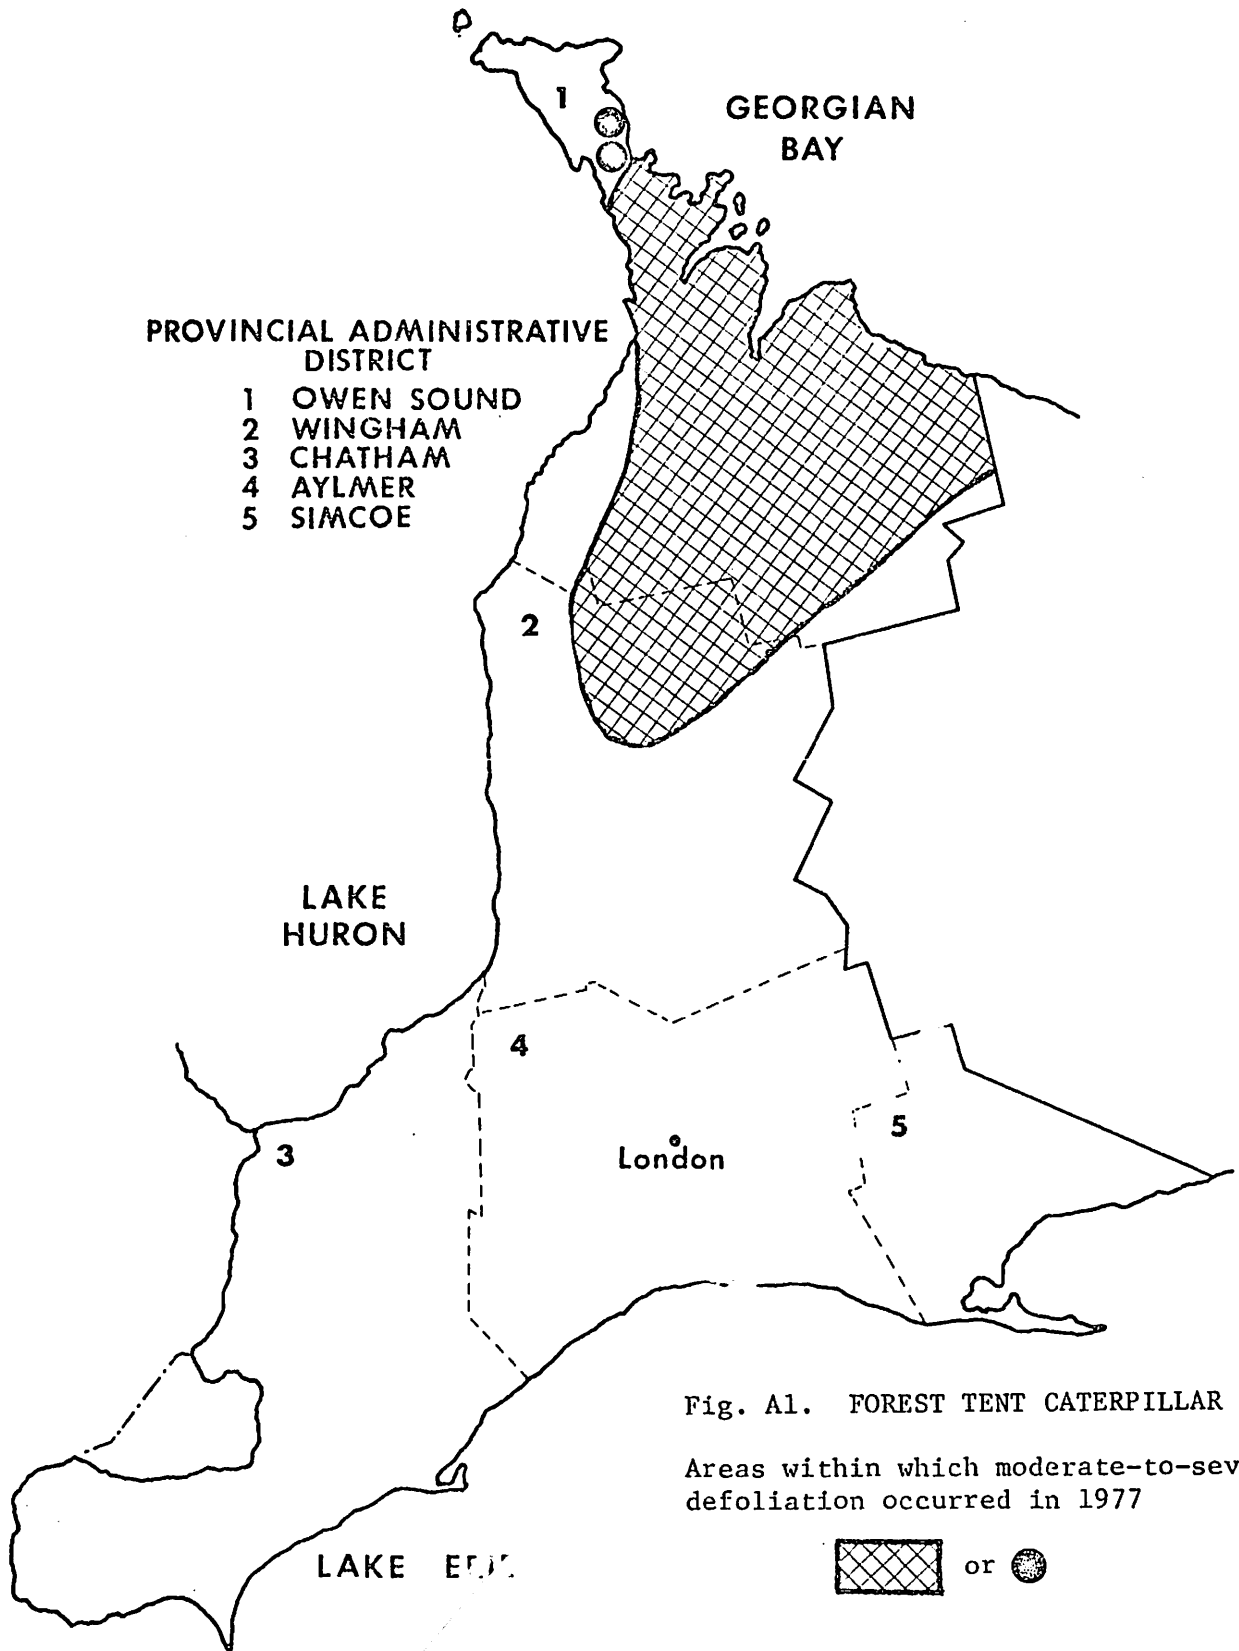 1
GEORGIAN
BAY
PROVINCIAL ADMINISTRATIVE
DISTRICT
1 OWEN SOUND
2 WINGHAM
3 CHATHAM
4 AYLMER
5 SIMCOE
2
LAKE
HURON
4
5
3
London
Fig. A1. FOREST TENT CATERPILLAR
Areas within which moderate-to-sev
defoliation occurred in 1977
LAKE
or